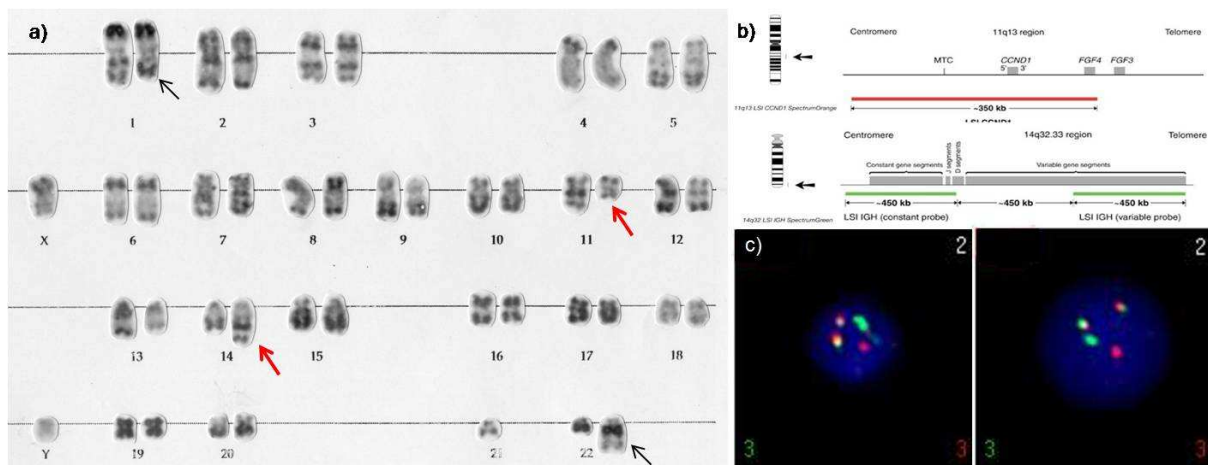 a)
1 2 3 4 5
X 6 7 8 9 10 11 12
13 14 15 16 17 18
Y 19 20 21 22
b)
Centromere 11q13 region Telomere
MTC CCND1 FGF4 FGF3
5' 3'
11q13 LSI CCND1 SpectrumOrange
~350 kb
LSI CCND1
Centromere 14q32.33 region Telomere
Constant gene segments J segments D segments Variable gene segments
14q32 LSI IGH SpectrumGreen
~450 kb ~450 kb ~450 kb
LSI IGH (constant probe) LSI IGH (variable probe)
c) 2 2
3 3 3 3